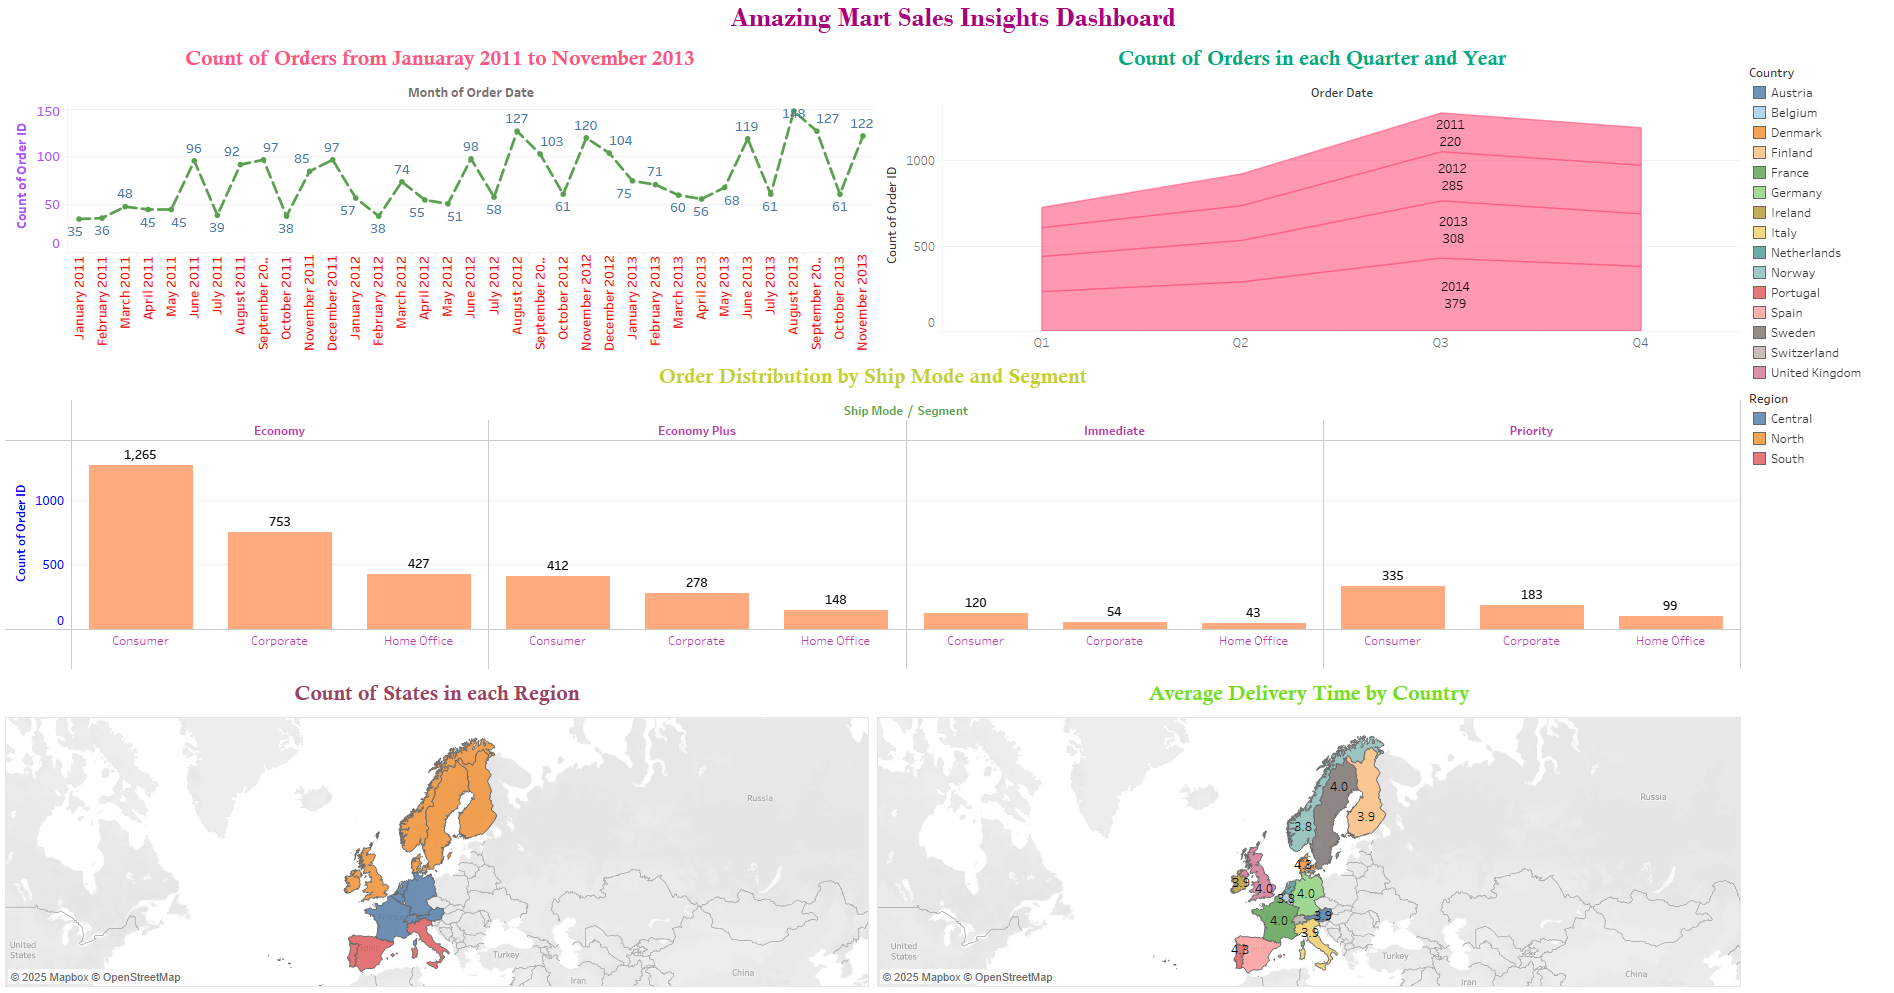 Amazing Mart Sales Insights Dashboard
Count of Orders from Januaray 2011 to November 2013
Month of Order Date
Count of Order ID
150
100
50
0
35
36
48
45
45
96
39
92
97
38
85
97
57
38
74
55
51
98
58
127
103
61
120
104
75
71
60
56
68
119
61
148
127
61
122
January 2011
February 2011
March 2011
April 2011
May 2011
June 2011
July 2011
August 2011
September 20..
October 2011
November 2011
December 2011
January 2012
February 2012
March 2012
April 2012
May 2012
June 2012
July 2012
August 2012
September 20..
October 2012
November 2012
December 2012
January 2013
February 2013
March 2013
April 2013
May 2013
June 2013
July 2013
August 2013
September 20..
October 2013
November 2013
Count of Orders in each Quarter and Year
Order Date
Count of Order ID
1000
500
0
2011
220
2012
285
2013
308
2014
379
Q1
Q2
Q3
Q4
Country
Austria
Belgium
Denmark
Finland
France
Germany
Ireland
Italy
Netherlands
Norway
Portugal
Spain
Sweden
Switzerland
United Kingdom
Region
Central
North
South
Order Distribution by Ship Mode and Segment
Ship Mode / Segment
Economy
Economy Plus
Immediate
Priority
Count of Order ID
1000
500
0
1,265
753
427
412
278
148
120
54
43
335
183
99
Consumer
Corporate
Home Office
Consumer
Corporate
Home Office
Consumer
Corporate
Home Office
Consumer
Corporate
Home Office
Count of States in each Region
Russia
France
United
States
Turkey
China
Iran
© 2025 Mapbox © OpenStreetMap
Average Delivery Time by Country
4.0
Russia
3.9
3.8
4.3
3.9
4.0
3.8
4.0
4.0
3.9
3.9
4.3
United
States
Turkey
China
Iran
© 2025 Mapbox © OpenStreetMap